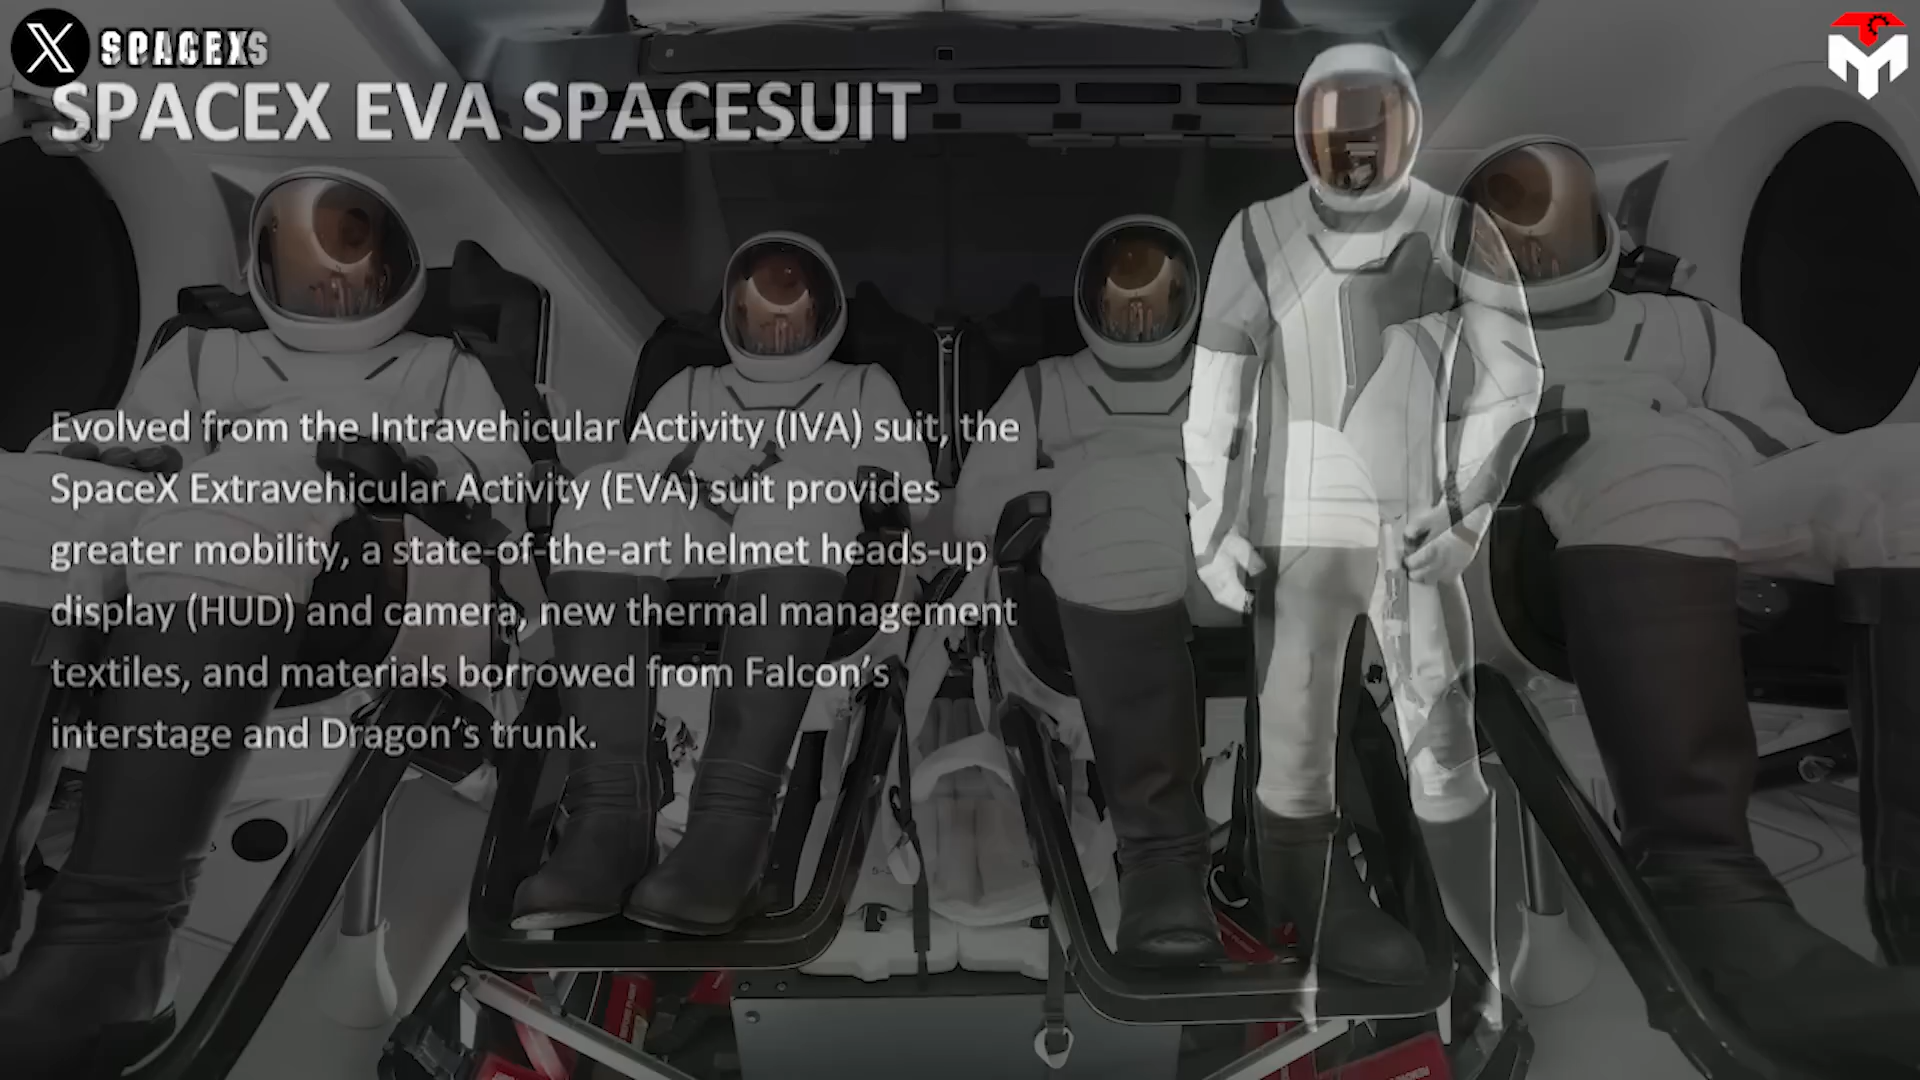 SPACEX
SPACEX EVA SPACESUIT
Evolved from the Intravehicular Activity (IVA) suit, the
SpaceX Extravehicular Activity (EVA) suit provides
greater mobility, a state-of-the-art helmet heads-up
display (HUD) and camera, new thermal management
textiles, and materials borrowed from Falcon’s
interstage and Dragon’s trunk.